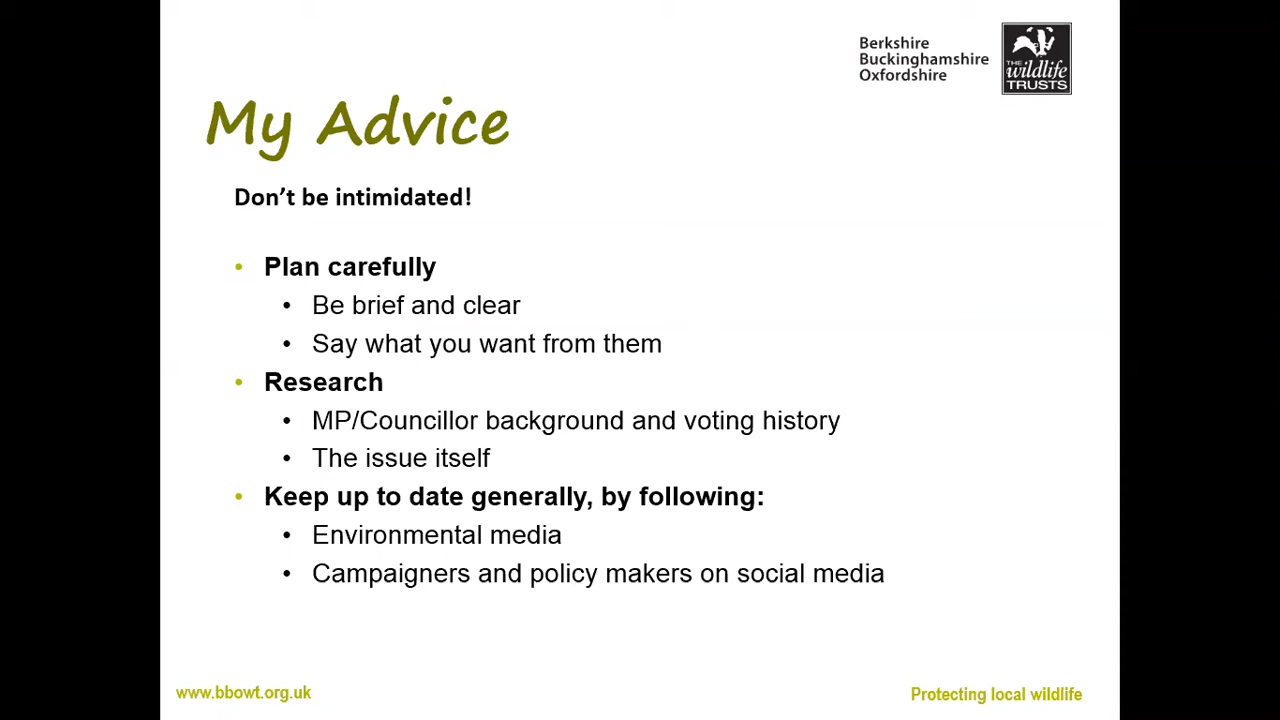 Berkshire
Buckinghamshire
Oxfordshire
THE
wildlife
TRUSTS
My Advice
Don’t be intimidated!
• Plan carefully
• Be brief and clear
• Say what you want from them
• Research
• MP/Councillor background and voting history
• The issue itself
• Keep up to date generally, by following:
• Environmental media
• Campaigners and policy makers on social media
www.bbowt.org.uk
Protecting local wildlife